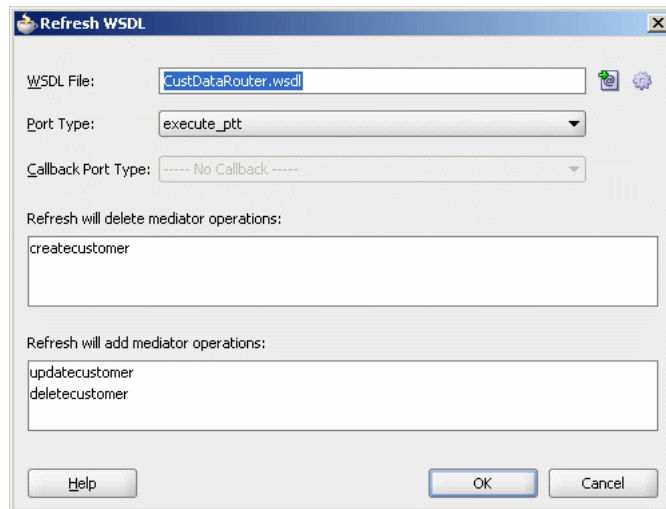 Refresh WSDL
WSDL File: CustDataRouter.wsdl
Port Type: execute_ptt
Callback Port Type: ----- No Callback -----
Refresh will delete mediator operations:
createcustomer
Refresh will add mediator operations:
updatecustomer
deletecustomer
Help OK Cancel